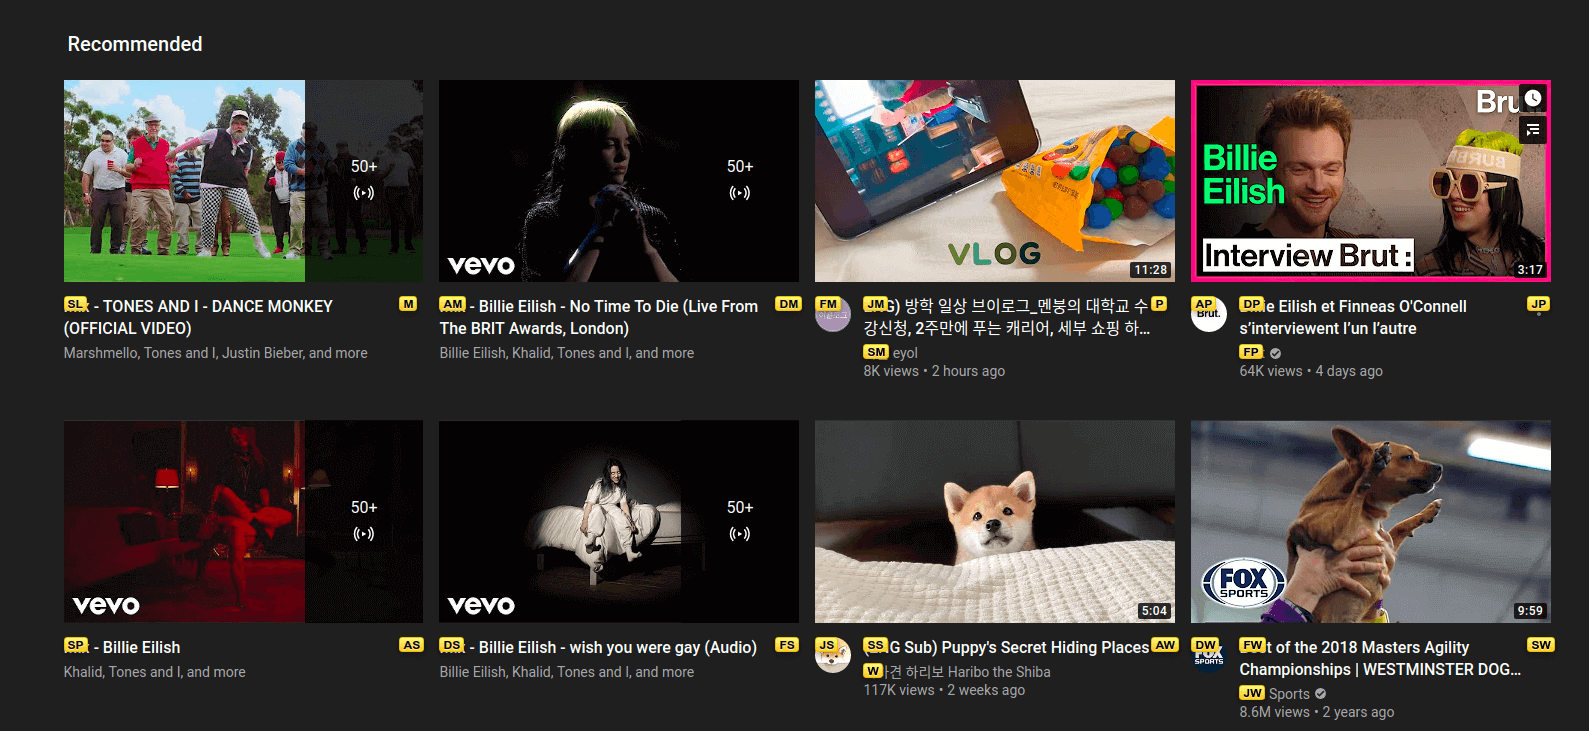 Recommended
50+
50+
vevo
VLOG
11:28
Bru
Billie
Eilish
BURBE
Interview Brut :
3:17
SL - TONES AND I - DANCE MONKEY M
(OFFICIAL VIDEO)
Marshmello, Tones and I, Justin Bieber, and more
AM - Billie Eilish - No Time To Die (Live From DM
The BRIT Awards, London)
Billie Eilish, Khalid, Tones and I, and more
FM JM G) 방학 일상 브이로그_멘붕의 대학교 수 P
강신청, 2주만에 푸는 캐리어, 세부 쇼핑 하...
SM eyol
8K views • 2 hours ago
AP Brut. DP ie Eilish et Finneas O'Connell JP
s'interviewent l'un l'autre
FP
64K views • 4 days ago
50+
vevo
50+
vevo
5:04
FOX
SPORTS
9:59
SP - Billie Eilish AS
Khalid, Tones and I, and more
DS - Billie Eilish - wish you were gay (Audio) FS
Billie Eilish, Khalid, Tones and I, and more
JS SS G Sub) Puppy's Secret Hiding Places AW
W 견 하리보 Haribo the Shiba
117K views • 2 weeks ago
DW FOX SPORTS FW t of the 2018 Masters Agility SW
Championships | WESTMINSTER DOG...
JW Sports
8.6M views • 2 years ago